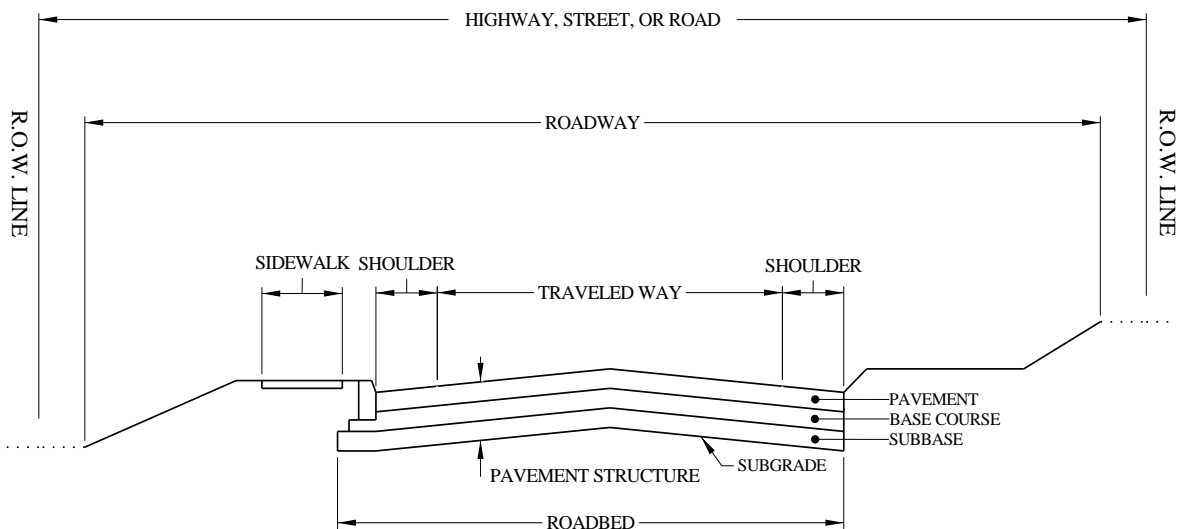 HIGHWAY, STREET, OR ROAD
R.O.W. LINE
ROADWAY
R.O.W. LINE
SIDEWALK
SHOULDER
TRAVELED WAY
SHOULDER
PAVEMENT
BASE COURSE
SUBBASE
SUBGRADE
PAVEMENT STRUCTURE
ROADBED